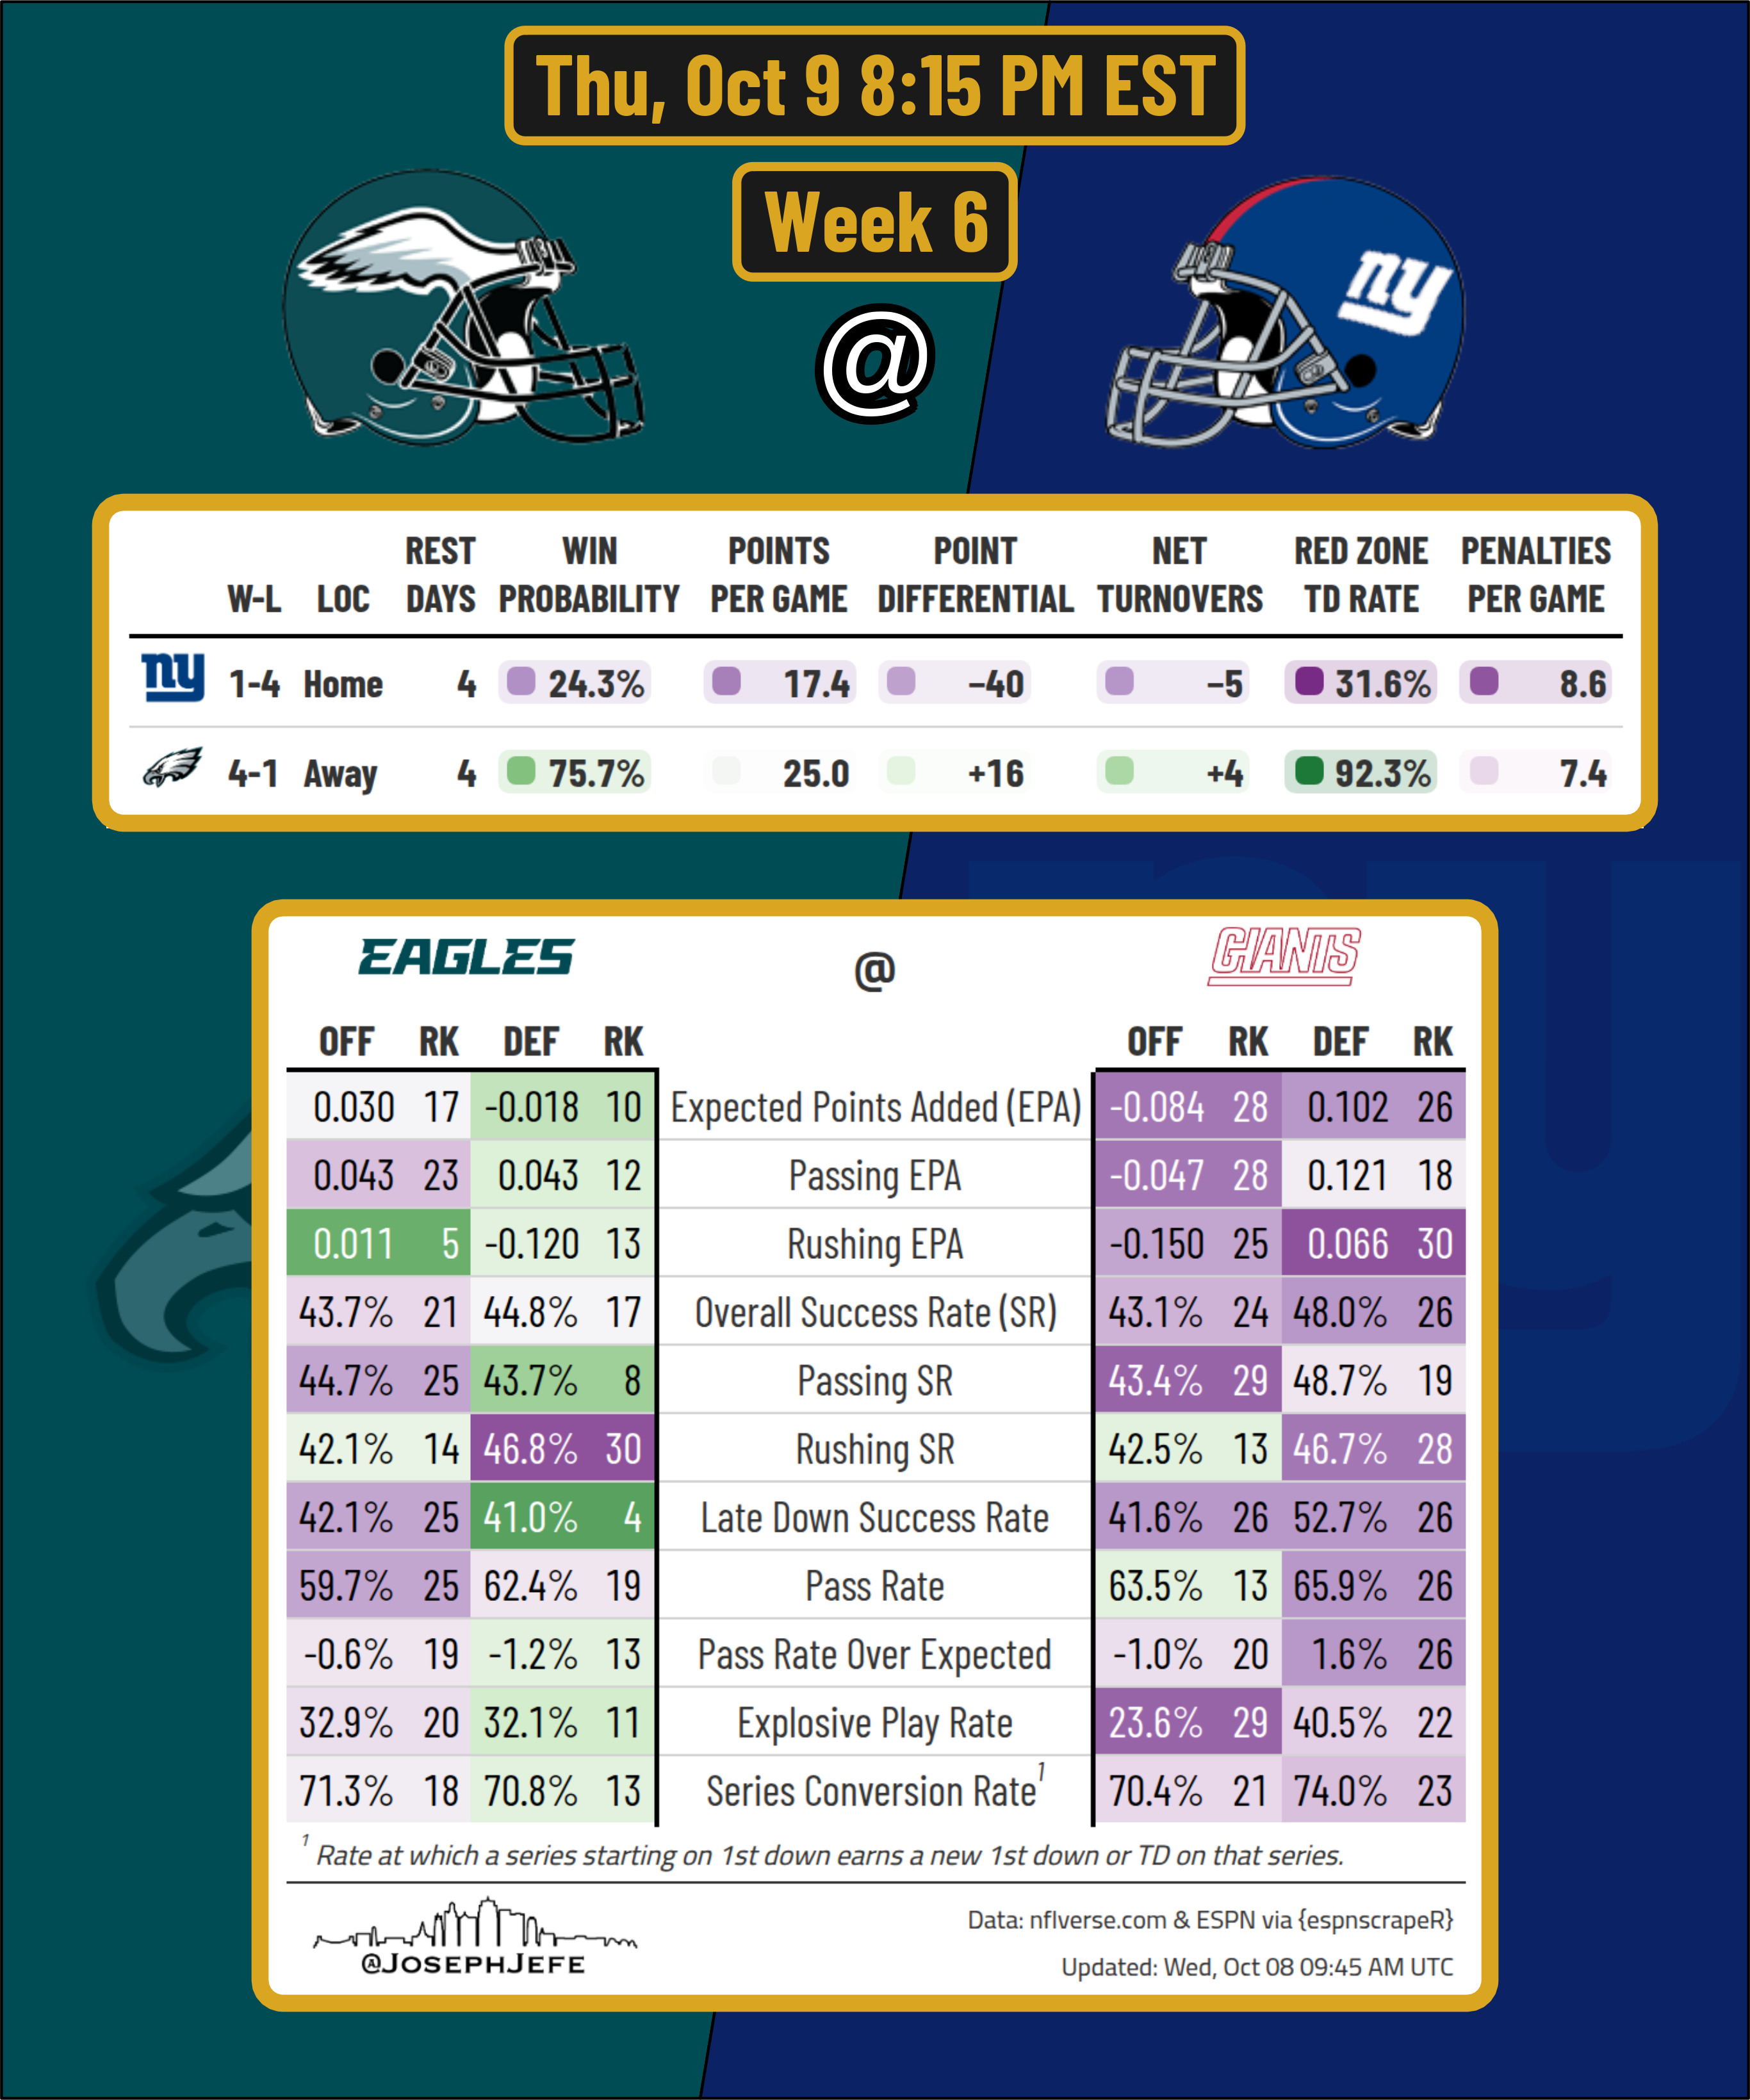 Thu, Oct 9 8:15 PM EST
Week 6
@
ny
REST WIN POINTS POINT NET RED ZONE PENALTIES
W-L LOC DAYS PROBABILITY PER GAME DIFFERENTIAL TURNOVERS TD RATE PER GAME
ny 1-4 Home 4 24.3% 17.4 −40 −5 31.6% 8.6
4-1 Away 4 75.7% 25.0 +16 +4 92.3% 7.4
EAGLES @ GIANTS
OFF RK DEF RK OFF RK DEF RK
0.030 17 -0.018 10 Expected Points Added (EPA) -0.084 28 0.102 26
0.043 23 0.043 12 Passing EPA -0.047 28 0.121 18
0.011 5 -0.120 13 Rushing EPA -0.150 25 0.066 30
43.7% 21 44.8% 17 Overall Success Rate (SR) 43.1% 24 48.0% 26
44.7% 25 43.7% 8 Passing SR 43.4% 29 48.7% 19
42.1% 14 46.8% 30 Rushing SR 42.5% 13 46.7% 28
42.1% 25 41.0% 4 Late Down Success Rate 41.6% 26 52.7% 26
59.7% 25 62.4% 19 Pass Rate 63.5% 13 65.9% 26
-0.6% 19 -1.2% 13 Pass Rate Over Expected -1.0% 20 1.6% 26
32.9% 20 32.1% 11 Explosive Play Rate 23.6% 29 40.5% 22
71.3% 18 70.8% 13 Series Conversion Rate¹ 70.4% 21 74.0% 23
¹ Rate at which a series starting on 1st down earns a new 1st down or TD on that series.
@JOSEPHJEFE
Data: nflverse.com & ESPN via {espnscrapeR}
Updated: Wed, Oct 08 09:45 AM UTC